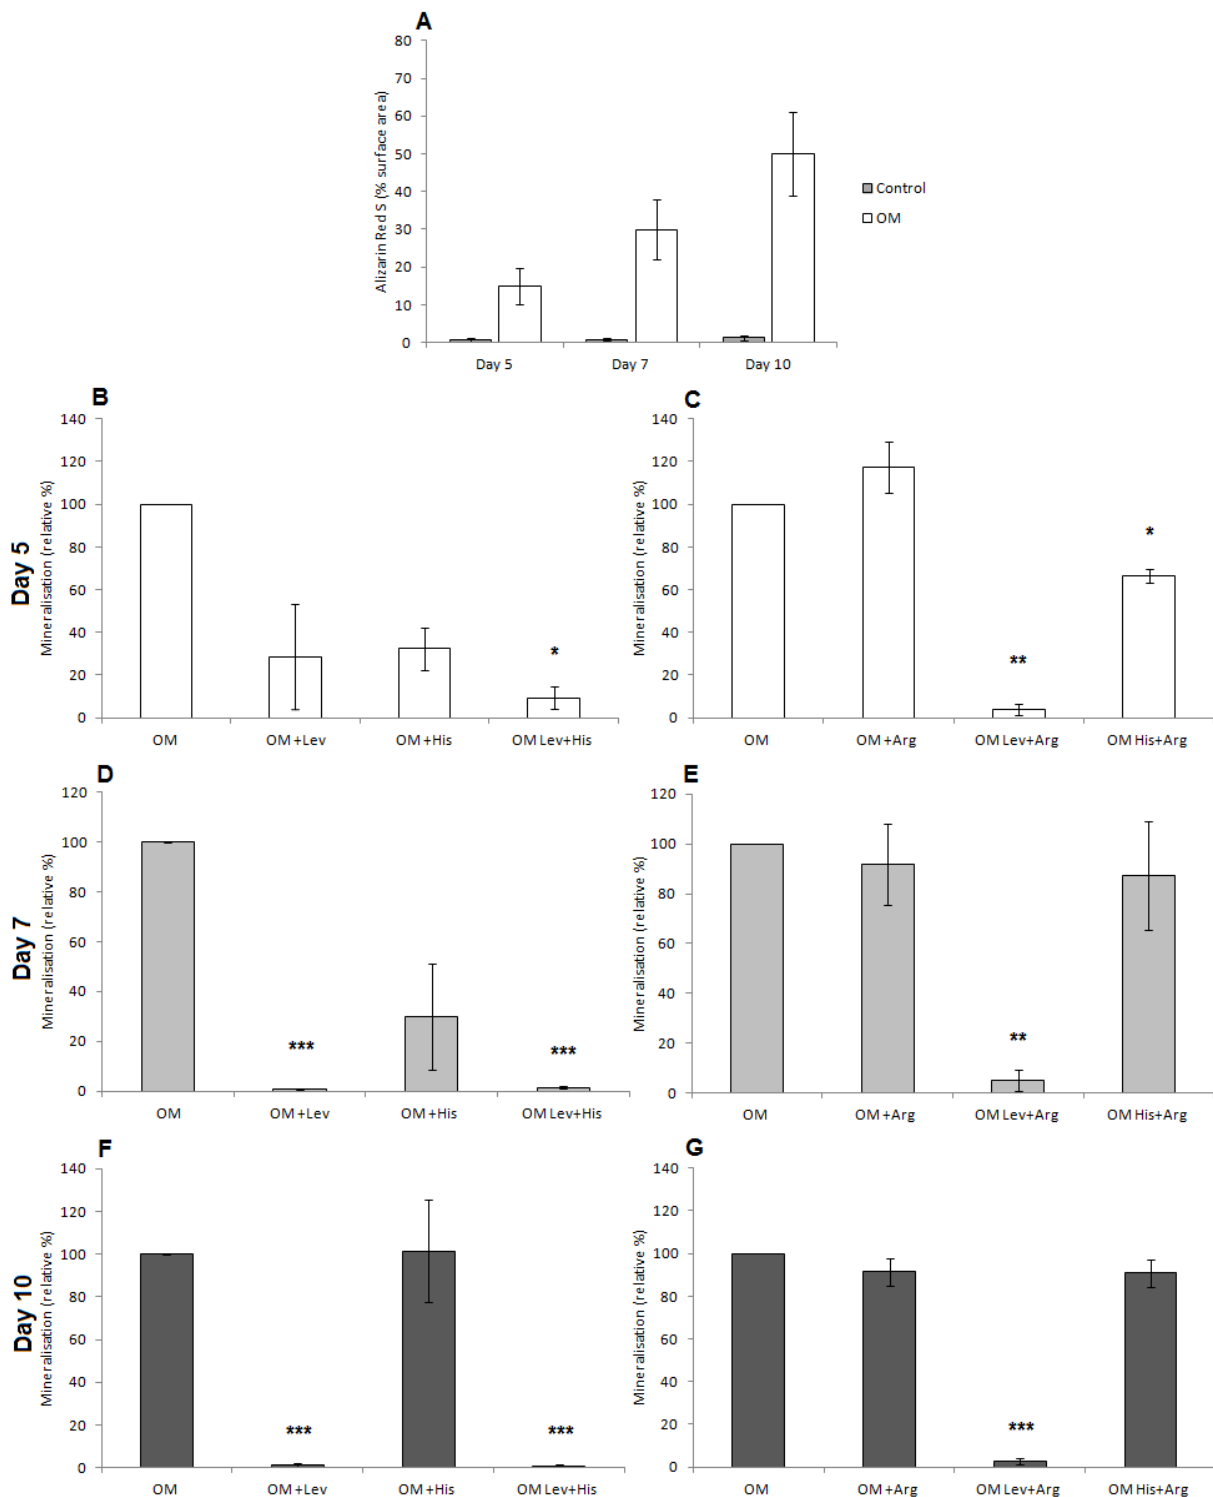 A
80
70
60
50
40
30
20
10
0
Alizarin Red S (% surface area)
Day 5
Day 7
Day 10
Control
OM
Day 5
B
140
120
100
80
60
40
20
0
Mineralisation (relative %)
*
OM
OM +Lev
OM +His
OM Lev+His
C
140
120
100
80
60
40
20
0
Mineralisation (relative %)
**
*
OM
OM +Arg
OM Lev+Arg
OM His+Arg
Day 7
D
120
100
80
60
40
20
0
Mineralisation (relative %)
***
***
OM
OM +Lev
OM +His
OM Lev+His
E
120
100
80
60
40
20
0
Mineralisation (relative %)
**
OM
OM +Arg
OM Lev+Arg
OM His+Arg
Day 10
F
140
120
100
80
60
40
20
0
Mineralisation (relative %)
***
***
OM
OM +Lev
OM +His
OM Lev+His
G
140
120
100
80
60
40
20
0
Mineralisation (relative %)
***
OM
OM +Arg
OM Lev+Arg
OM His+Arg